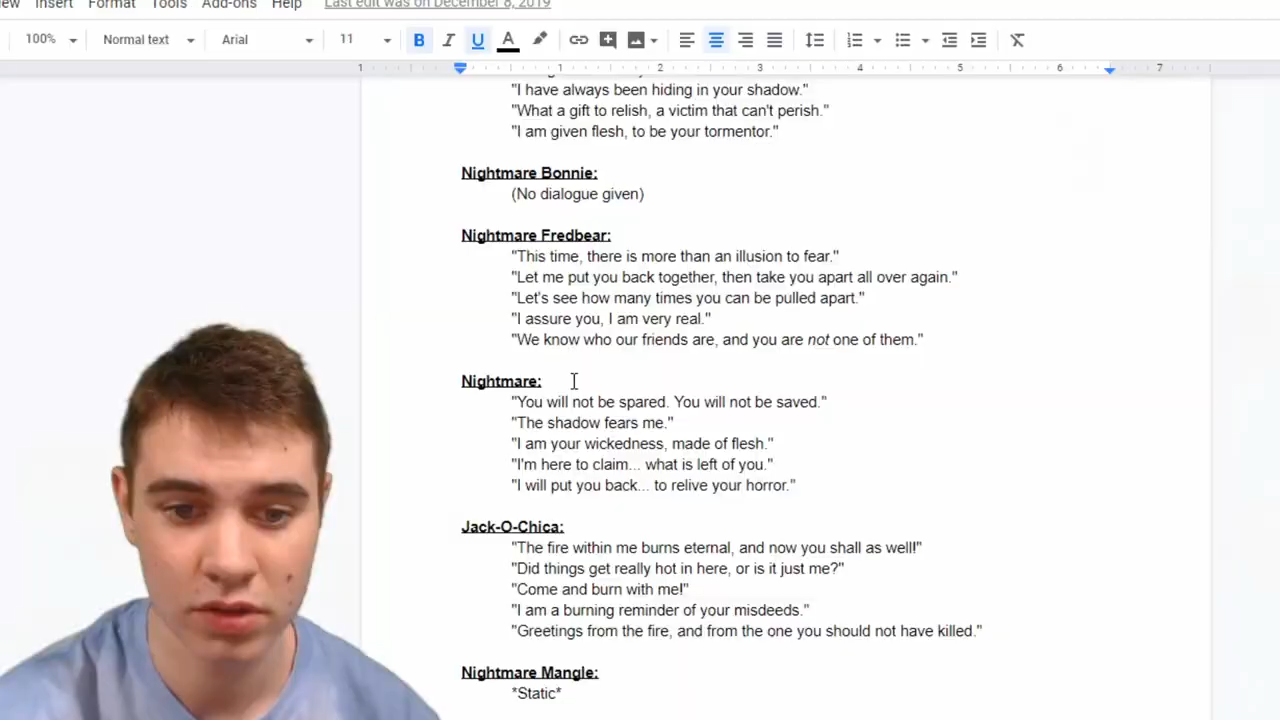 Insert Format Tools Add-ons Help Last edit was on December 8, 2019
100% Normal text Arial 11 B I U A
1 1 2 3 4 5 6 7
"I have always been hiding in your shadow."
"What a gift to relish, a victim that can't perish."
"I am given flesh, to be your tormentor."
Nightmare Bonnie:
(No dialogue given)
Nightmare Fredbear:
"This time, there is more than an illusion to fear."
"Let me put you back together, then take you apart all over again."
"Let's see how many times you can be pulled apart."
"I assure you, I am very real."
"We know who our friends are, and you are not one of them."
Nightmare:
"You will not be spared. You will not be saved."
"The shadow fears me."
"I am your wickedness, made of flesh."
"I'm here to claim... what is left of you."
"I will put you back... to relive your horror."
Jack-O-Chica:
"The fire within me burns eternal, and now you shall as well!"
"Did things get really hot in here, or is it just me?"
"Come and burn with me!"
"I am a burning reminder of your misdeeds."
"Greetings from the fire, and from the one you should not have killed."
Nightmare Mangle:
*Static*